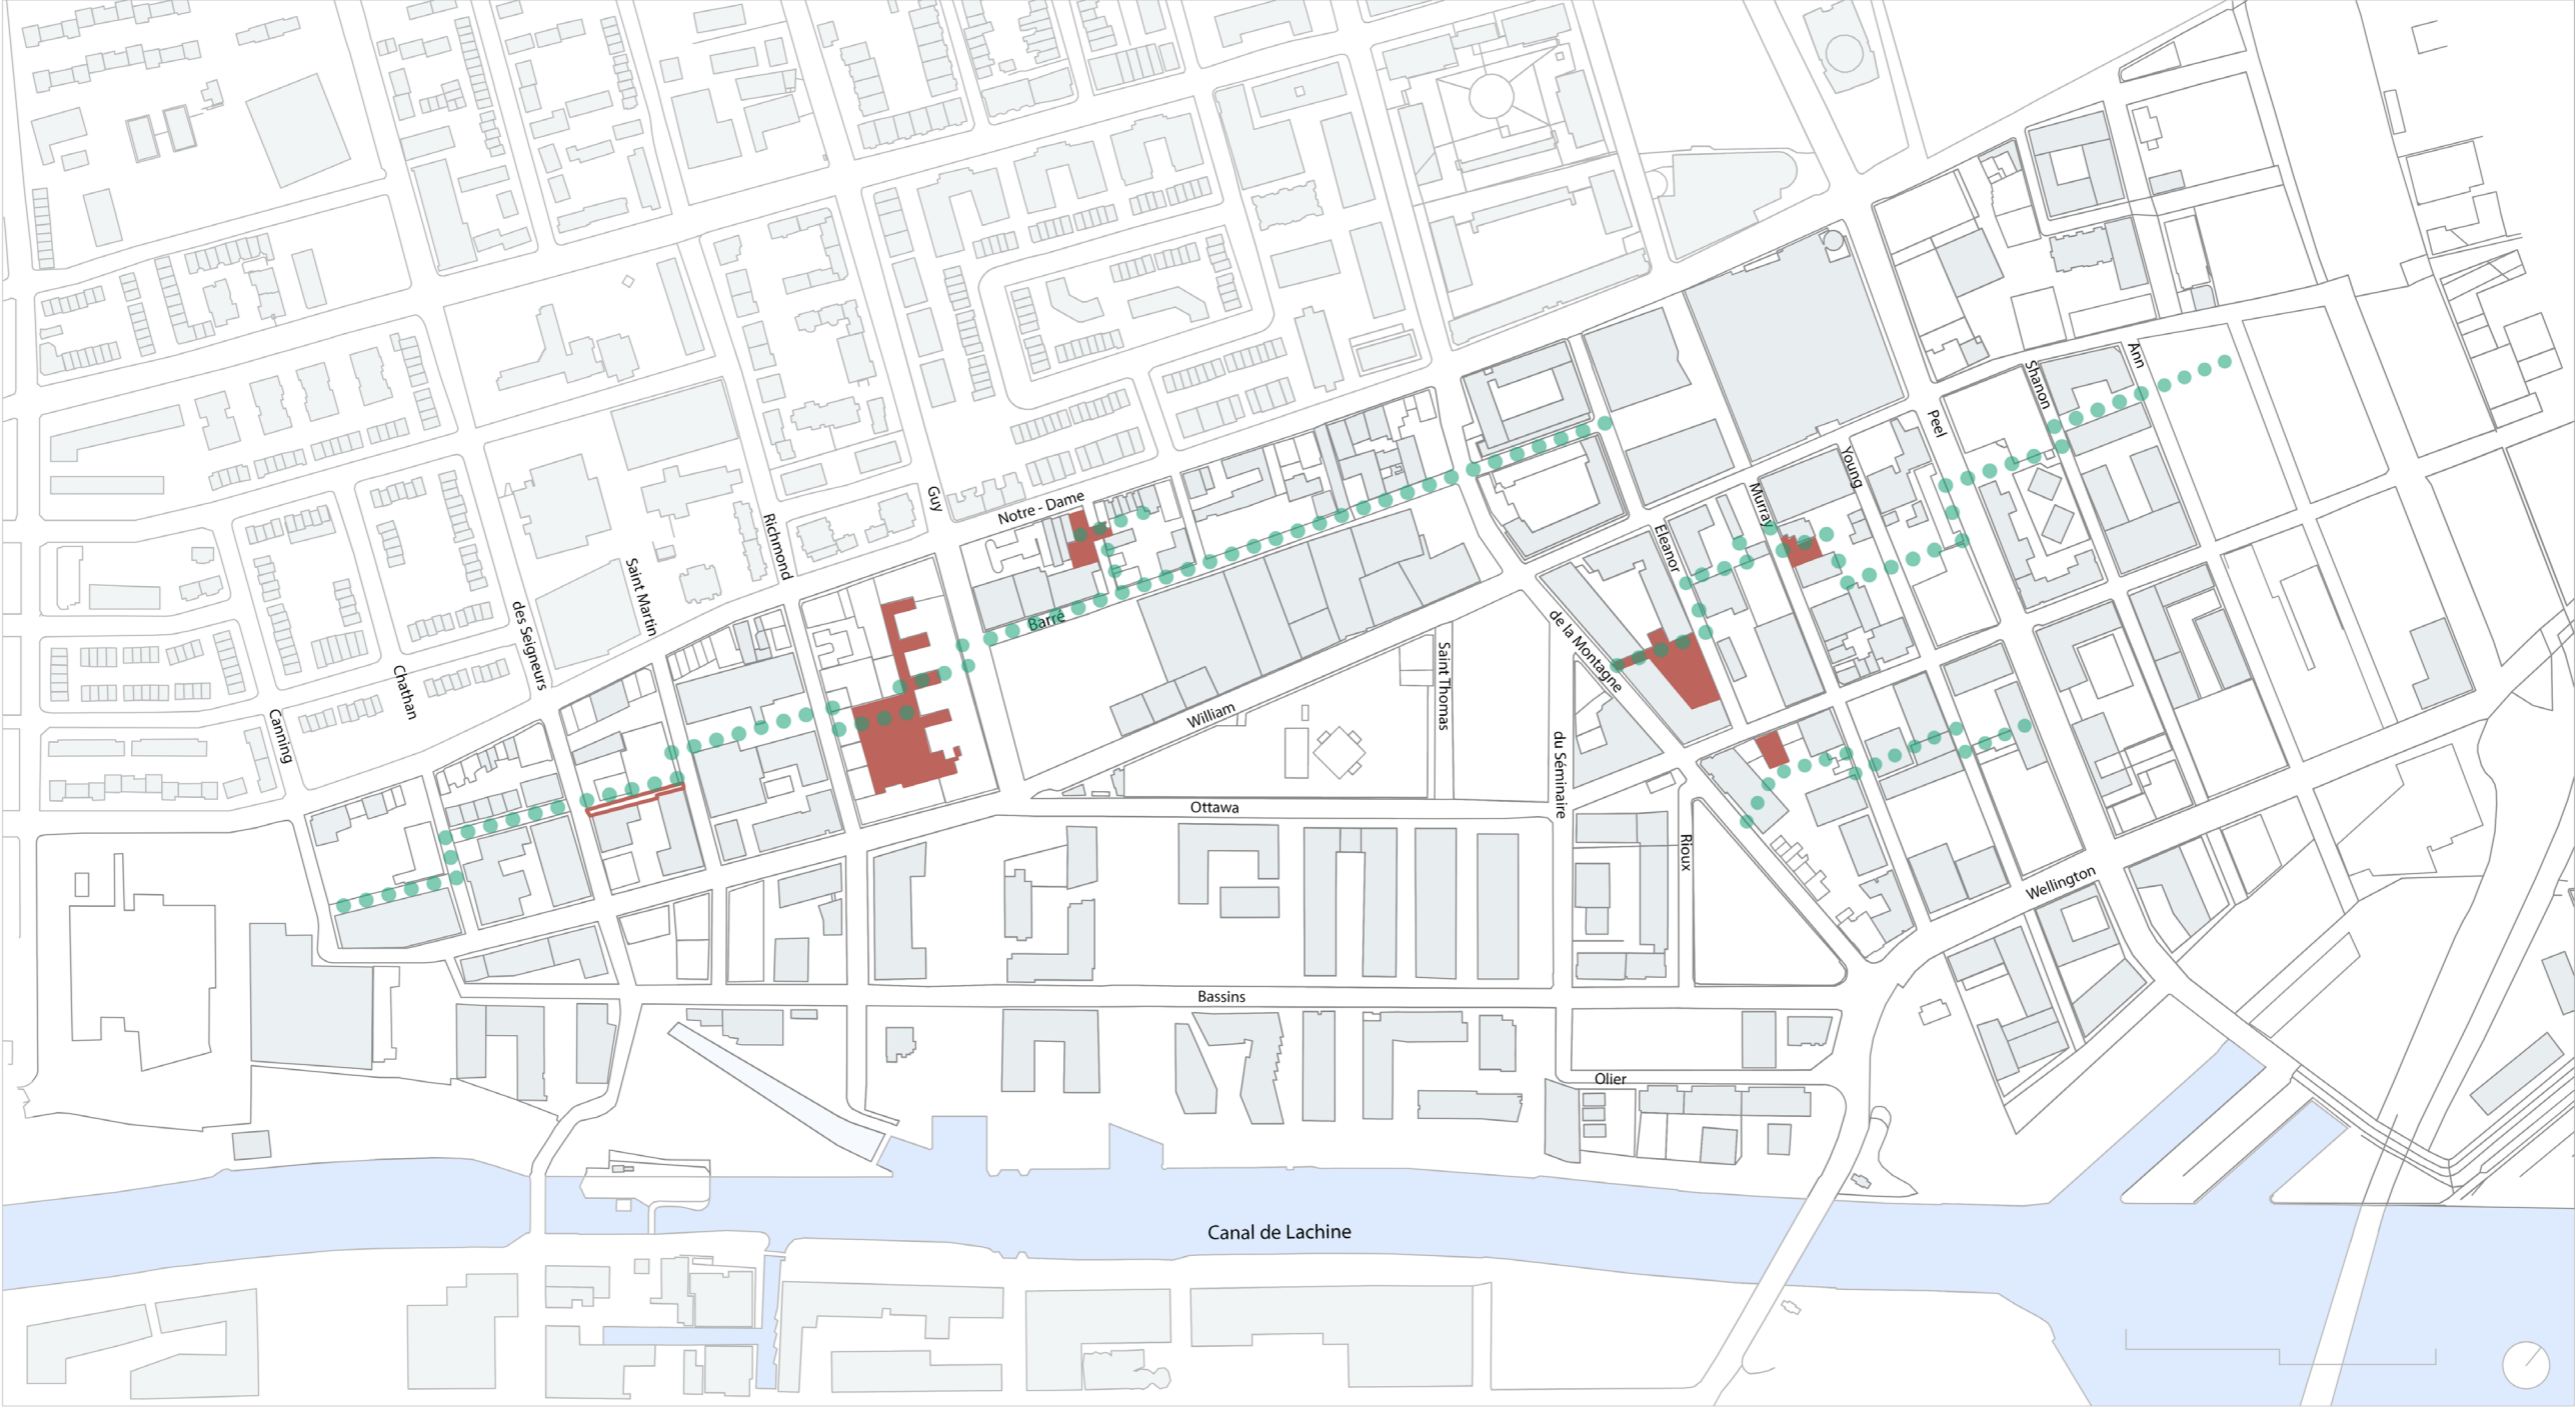 Ann
Shanon
Peel
Young
Murray
Notre - Dame
Guy
Richmond
Eleanor
Saint Martin
des Seigneurs
Barre
de la Montagne
Saint Thomas
Chathan
Canning
William
du Séminaire
Ottawa
Rioux
Wellington
Bassins
Olier
Canal de Lachine